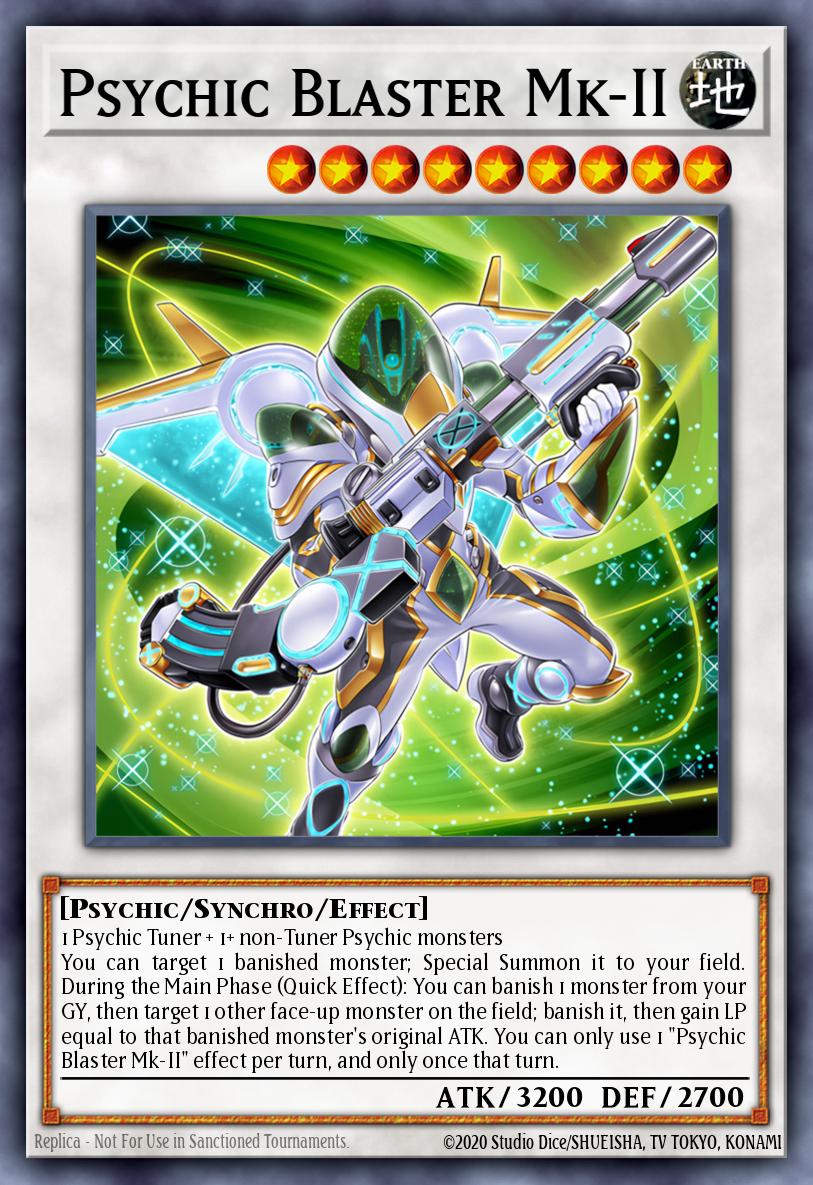 Psychic Blaster Mk-II
EARTH
地
[Psychic/Synchro/Effect]
1 Psychic Tuner + 1+ non-Tuner Psychic monsters
You can target 1 banished monster; Special Summon it to your field.
During the Main Phase (Quick Effect): You can banish 1 monster from your
GY, then target 1 other face-up monster on the field; banish it, then gain LP
equal to that banished monster's original ATK. You can only use 1 "Psychic
Blaster Mk-II" effect per turn, and only once that turn.
ATK/3200 DEF/2700
Replica - Not For Use in Sanctioned Tournaments.
©2020 Studio Dice/SHUEISHA, TV TOKYO, KONAMI